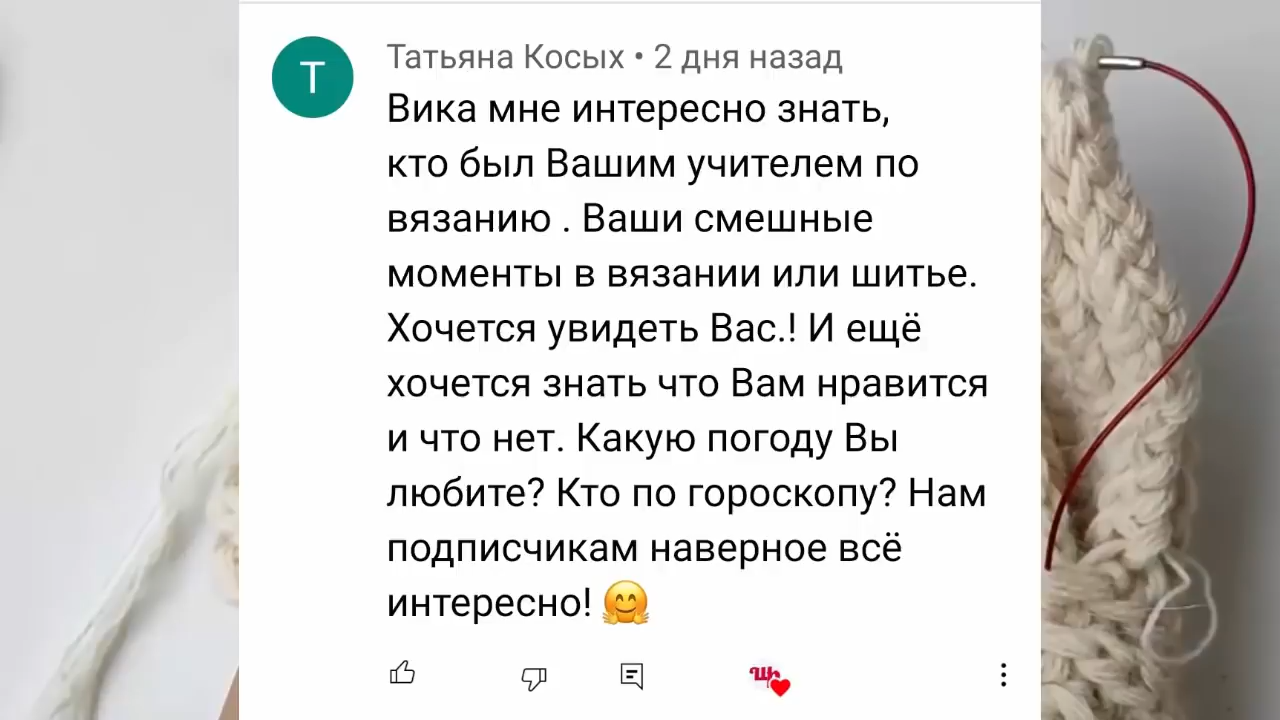 Т
Татьяна Косых • 2 дня назад
Вика мне интересно знать,
кто был Вашим учителем по
вязанию . Ваши смешные
моменты в вязании или шитье.
Хочется увидеть Вас.! И ещё
хочется знать что Вам нравится
и что нет. Какую погоду Вы
любите? Кто по гороскопу? Нам
подписчикам наверное всё
интересно! 🤗